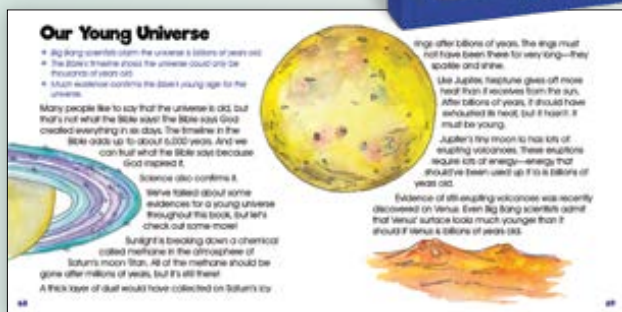 Our Young Universe
Big Bang scientists claim the universe is billions of years old.
The Bible's timeline shows the universe could only be
thousands of years old.
Much evidence confirms the Bible's young age for the
universe.
Many people like to say that the universe is old, but
that's not what the Bible says! The Bible says God
created everything in six days. The timeline in the
Bible adds up to about 6,000 years. And we
can trust what the Bible says because
God inspired it.
Science also confirms it.
We've talked about some
evidences for a young universe
throughout this book, but let's
check out some more!
Sunlight is breaking down a chemical
called methane in the atmosphere of
Saturn's moon Titan. All of the methane should be
gone after millions of years, but it's still there!
A thick layer of dust would have collected on Saturn's icy
68
rings after billions of years. The rings must
not have been there for very long—they
sparkle and shine.
Like Jupiter, Neptune gives off more
heat than it receives from the sun.
After billions of years, it should have
exhausted its heat, but it hasn't. It
must be young.
Jupiter's tiny moon Io has lots of
erupting volcanoes. These eruptions
require lots of energy—energy that
should've been used up if Io is billions of
years old.
Evidence of still-erupting volcanoes was recently
discovered on Venus. Even Big Bang scientists admit
that Venus' surface looks much younger than it
should if Venus is billions of years old.
69